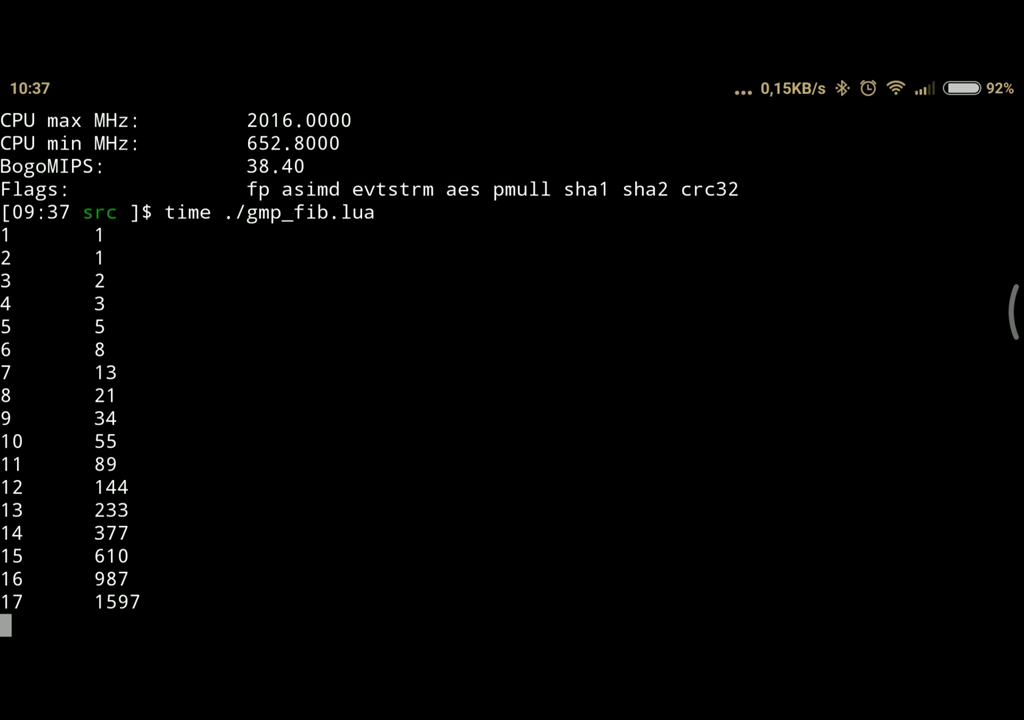 10:37 ... 0,15KB/s 92%
CPU max MHz: 2016.0000
CPU min MHz: 652.8000
BogoMIPS: 38.40
Flags: fp asimd evtstrm aes pmull sha1 sha2 crc32
[09:37 src ]$ time ./gmp_fib.lua
1 1
2 1
3 2
4 3
5 5
6 8
7 13
8 21
9 34
10 55
11 89
12 144
13 233
14 377
15 610
16 987
17 1597